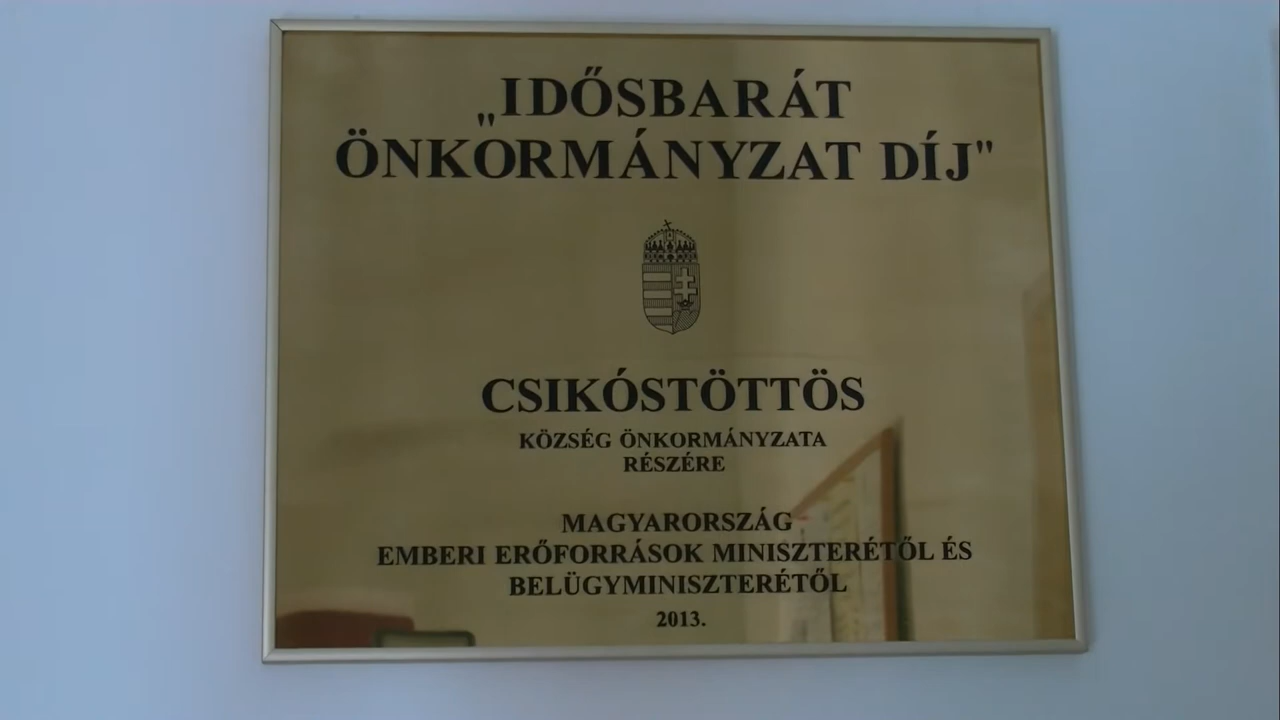 „IDŐSBARÁT
ÖNKORMÁNYZAT DÍJ"
CSIKÓSTÖTTÖS
KÖZSÉG ÖNKORMÁNYZATA
RÉSZÉRE
MAGYARORSZÁG
EMBERI ERŐFORRÁSOK MINISZTERÉTŐL ÉS
BELÜGYMINISZTERÉTŐL
2013.